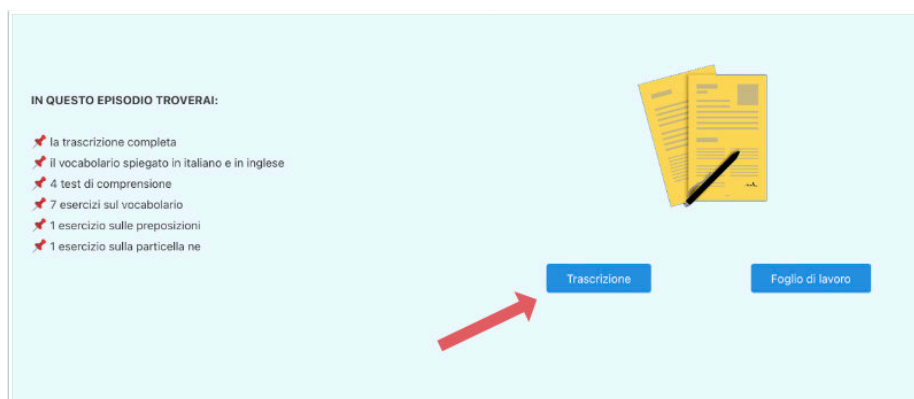 IN QUESTO EPISODIO TROVERAI:
la trascrizione completa
il vocabolario spiegato in italiano e in inglese
4 test di comprensione
7 esercizi sul vocabolario
1 esercizio sulle preposizioni
1 esercizio sulla particella ne
Trascrizione
Foglio di lavoro